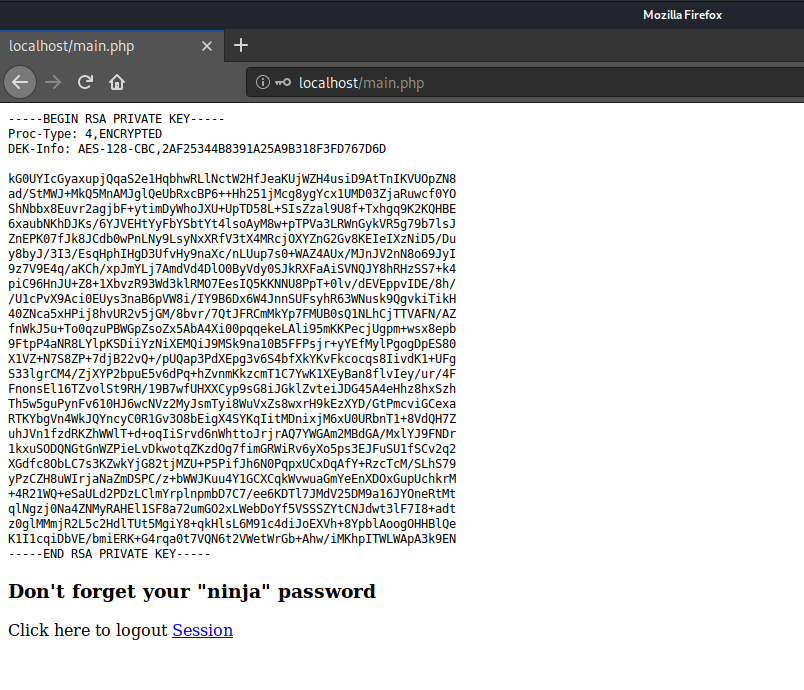 Mozilla Firefox
localhost/main.php
localhost/main.php
-----BEGIN RSA PRIVATE KEY-----
Proc-Type: 4,ENCRYPTED
DEK-Info: AES-128-CBC,2AF25344B8391A25A9B318F3FD767D6D
kG0UYIcGyaxupjQqaS2e1HqbhwRLlNctW2HfJeaKUjWZH4usiD9AtTnIKVUOpZN8
ad/StMWJ+MkQ5MnAMJglQeUbRxcBP6++Hh251jMcg8ygYcx1UMD03ZjaRuwcf0YO
ShNbbx8Euvr2agjbF+ytimDyWhoJXU+UpTD58L+SIsZzal9U8f+Txhgq9K2KQHBE
6xaubNKhDJKs/6YJVEHtYyFbYSbtYt4lsoAyM8w+pTPVa3LRWnGykVR5g79b7lsJ
ZnEPK07fJk8JCdb0wPnLNy9LsyNxXRfV3tX4MRcjOXYZnG2Gv8KEIeIXzNiD5/Du
y8byJ/3I3/EsqHphIHgD3UfvHy9naXc/nLUup7s0+WAZ4AUx/MJnJV2nN8o69JyI
9z7V9E4q/aKCh/xpJmYLj7AmdVd4DlO0ByVdy0SJkRXFaAiSVNQJY8hRHzSS7+k4
piC96HnJU+Z8+1XbvzR93Wd3klRMO7EesIQ5KKNNU8PpT+0lv/dEVEppvIDE/8h/
/U1cPvX9Aci0EUys3naB6pVW8i/IY9B6Dx6W4JnnSUFsyhR63WNusk9QgvkiTikH
40ZNca5xHPij8hvUR2v5jGM/8bvr/7QtJFRCmMkYp7FMUB0sQ1NLhCjTTVAFN/AZ
fnWkJ5u+To0qzuPBWGpZsoZx5AbA4Xi00pqqekeLAli95mKKPecjUgpm+wsx8epb
9FtpP4aNR8LYlpKSDiiYzNiXEMQiJ9MSk9na10B5FFPsjr+yYEfMylPgogDpES80
X1VZ+N7S8ZP+7djB22vQ+/pUQap3PdXEpg3v6S4bfXkYKvFkcocqs8IivdK1+UFg
S33lgrCM4/ZjXYP2bpuE5v6dPq+hZvnmKkzcmT1C7YwK1XEyBan8flvIey/ur/4F
FnonsEl16TZvolSt9RH/19B7wfUHXXCyp9sG8iJGklZvteiJDG45A4eHhz8hxSzh
Th5w5guPynFv610HJ6wcNVz2MyJsmTyi8WuVxZs8wxrH9kEzXYD/GtPmcviGCexa
RTKYbgVn4WkJQYncyC0R1Gv3O8bEigX4SYKqIitMDnixjM6xU0URbnT1+8VdQH7Z
uhJVn1fzdRKZhWWlT+d+oqIiSrvd6nWhttoJrjrAQ7YWGAm2MBdGA/MxlYJ9FNDr
1kxuSODQNGtGnWZPieLvDkwotqZKzdOg7fimGRWiRv6yXo5ps3EJFuSU1fSCv2q2
XGdfc8ObLC7s3KZwkYjG82tjMZU+P5PifJh6N0PqpxUCxDqAfY+RzcTcM/SLhS79
yPzCZH8uWIrjaNaZmDSPC/z+bWWJKuu4Y1GCXCqkWvwuaGmYeEnXDOxGupUchkrM
+4R21WQ+eSaULd2PDzLClmYrplnpmbD7C7/ee6KDTl7JMdV25DM9a16JYOneRtMt
qlNgzj0Na4ZNMyRAHEl1SF8a72umGO2xLWebDoYf5VSSSZYtCNJdwt3lF7I8+adt
z0glMMmjR2L5c2HdlTUt5MgiY8+qkHlsL6M91c4diJoEXVh+8YpblAoogOHHBlQe
K1I1cqiDbVE/bmiERK+G4rqa0t7VQN6t2VWetWrGb+Ahw/iMKhpITWLWApA3k9EN
-----END RSA PRIVATE KEY-----
Don't forget your "ninja" password
Click here to logout Session